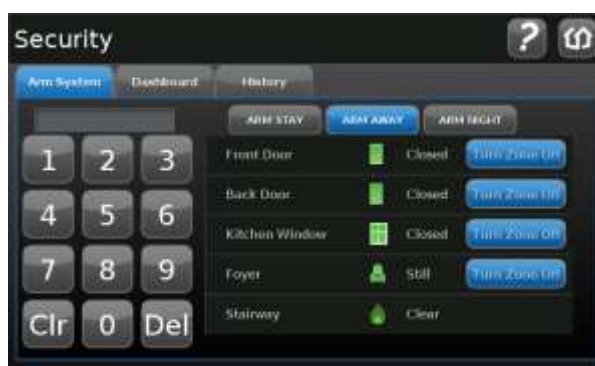 Security
?
Arm System Dashboard History
ARM STAY ARM AWAY ARM NIGHT
1 2 3
4 5 6
7 8 9
Clr 0 Del
Front Door Closed Turn Zone Off
Back Door Closed Turn Zone Off
Kitchen Window Closed Turn Zone Off
Foyer Still Turn Zone Off
Stairway Clear